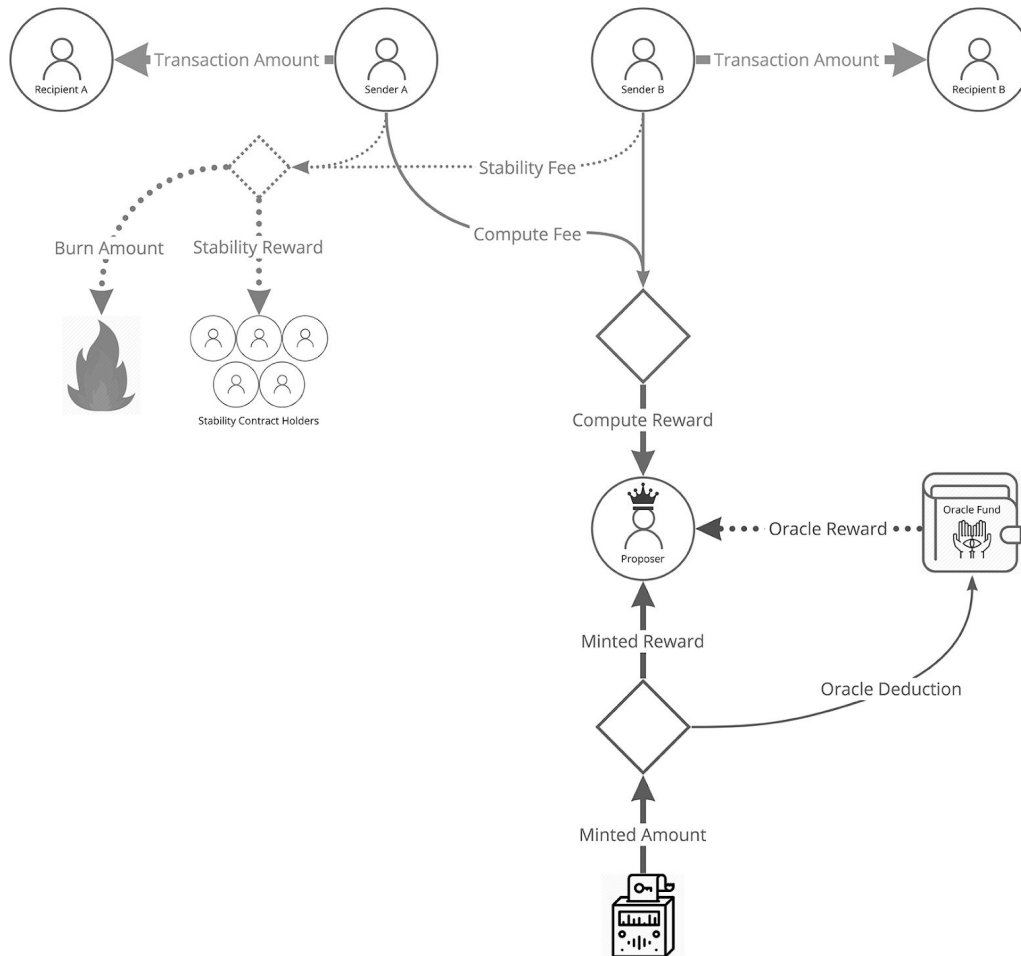 Transaction Amount
Transaction Amount
Recipient A
Sender A
Sender B
Recipient B
Stability Fee
Compute Fee
Burn Amount
Stability Reward
Stability Contract Holders
Compute Reward
Oracle Fund
Oracle Reward
Proposer
Minted Reward
Oracle Deduction
Minted Amount